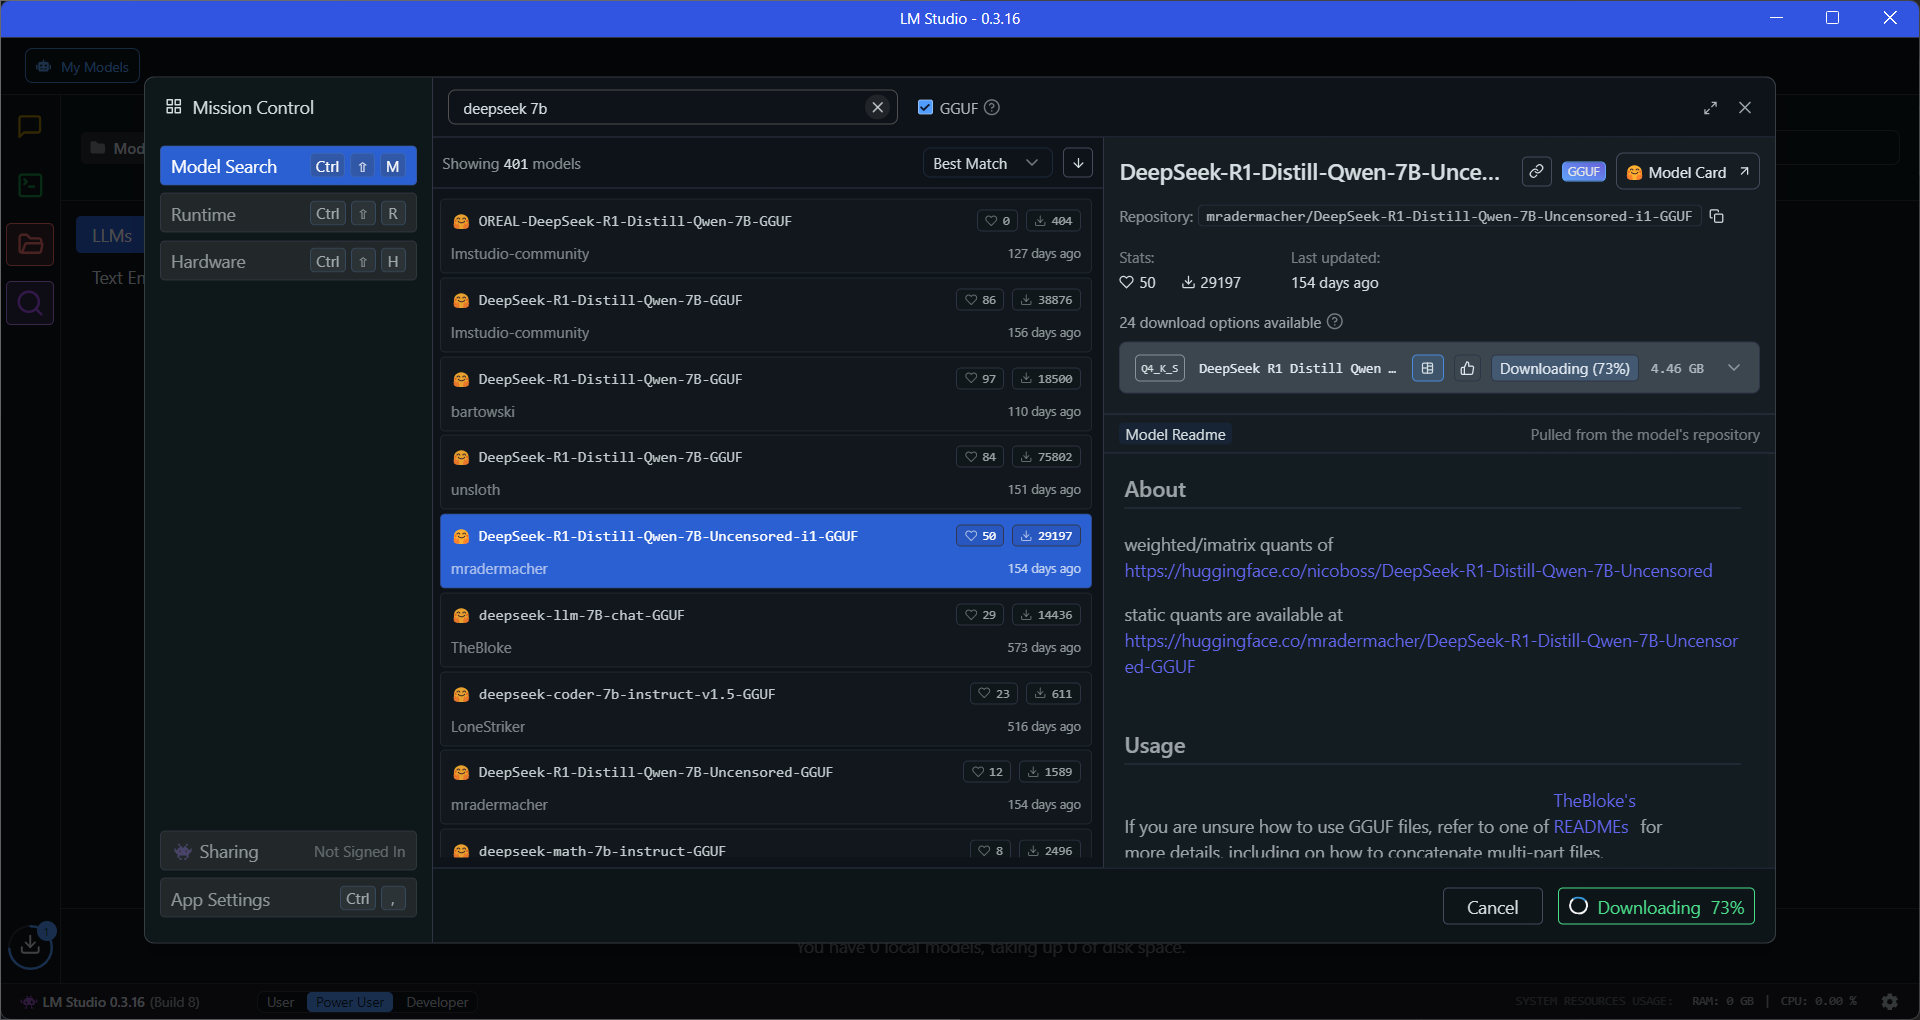 LM Studio - 0.3.16
My Models
Mission Control
Model Search Ctrl ⇧ M
Runtime Ctrl ⇧ R
Hardware Ctrl ⇧ H
LLMs
Sharing Not Signed In
App Settings Ctrl ,
deepseek 7b
GGUF
Showing 401 models
Best Match
OREAL-DeepSeek-R1-Distill-Qwen-7B-GGUF 0 404
lmstudio-community 127 days ago
DeepSeek-R1-Distill-Qwen-7B-GGUF 86 38876
lmstudio-community 156 days ago
DeepSeek-R1-Distill-Qwen-7B-GGUF 97 18500
bartowski 110 days ago
DeepSeek-R1-Distill-Qwen-7B-GGUF 84 75802
unsloth 151 days ago
DeepSeek-R1-Distill-Qwen-7B-Uncensored-i1-GGUF 50 29197
mradermacher 154 days ago
deepseek-llm-7B-chat-GGUF 29 14436
TheBloke 573 days ago
deepseek-coder-7b-instruct-v1.5-GGUF 23 611
LoneStriker 516 days ago
DeepSeek-R1-Distill-Qwen-7B-Uncensored-GGUF 12 1589
mradermacher 154 days ago
deepseek-math-7b-instruct-GGUF 8 2496
DeepSeek-R1-Distill-Qwen-7B-Unce... GGUF Model Card
Repository: mradermacher/DeepSeek-R1-Distill-Qwen-7B-Uncensored-i1-GGUF
Stats: Last updated:
50 29197 154 days ago
24 download options available
Q4_K_S DeepSeek R1 Distill Qwen … Downloading (73%) 4.46 GB
Model Readme Pulled from the model's repository
About
weighted/imatrix quants of
https://huggingface.co/nicoboss/DeepSeek-R1-Distill-Qwen-7B-Uncensored
static quants are available at
https://huggingface.co/mradermacher/DeepSeek-R1-Distill-Qwen-7B-Uncensor
ed-GGUF
Usage
TheBloke's
If you are unsure how to use GGUF files, refer to one of READMEs for
more details, including on how to concatenate multi-part files.
Cancel Downloading 73%
You have 0 local models, taking up 0 of disk space.
1
LM Studio 0.3.16 (Build 8) User Power User Developer SYSTEM RESOURCES USAGE: RAM: 0 GB | CPU: 0.00 %